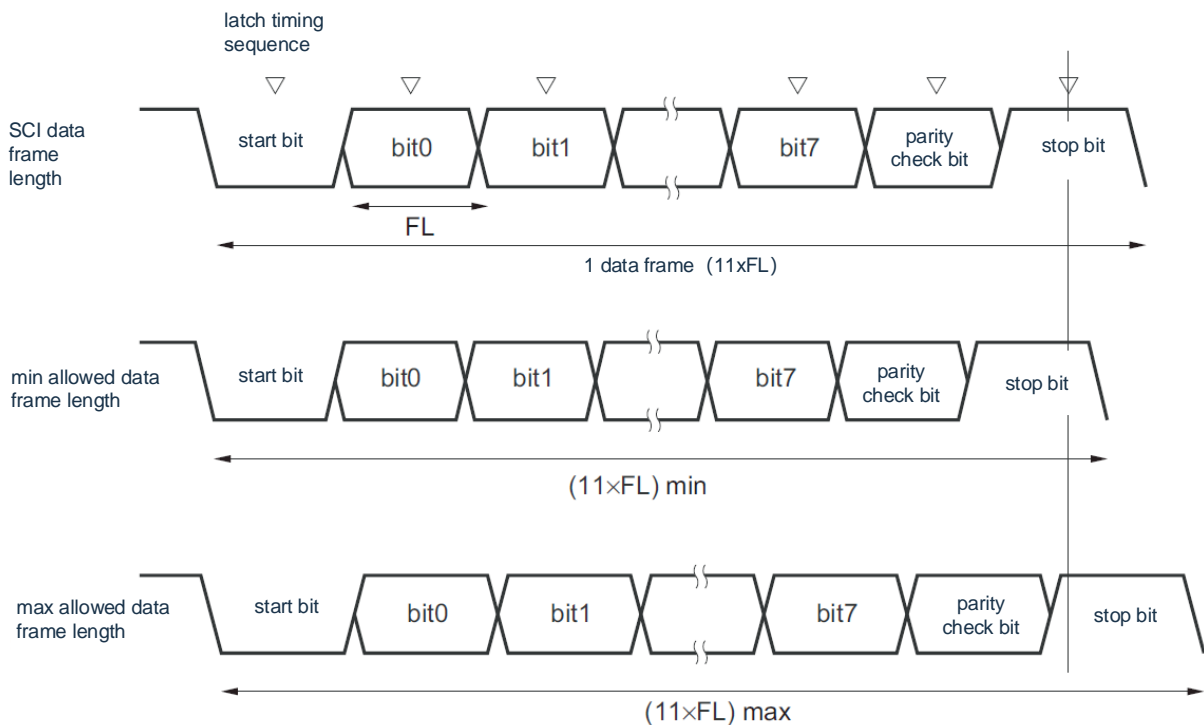 latch timing
sequence
SCI data
frame
length
start bit
bit0
bit1
bit7
parity
check bit
stop bit
FL
1 data frame (11xFL)
min allowed data
frame length
start bit
bit0
bit1
bit7
parity
check bit
stop bit
(11×FL) min
max allowed data
frame length
start bit
bit0
bit1
bit7
parity
check bit
stop bit
(11×FL) max